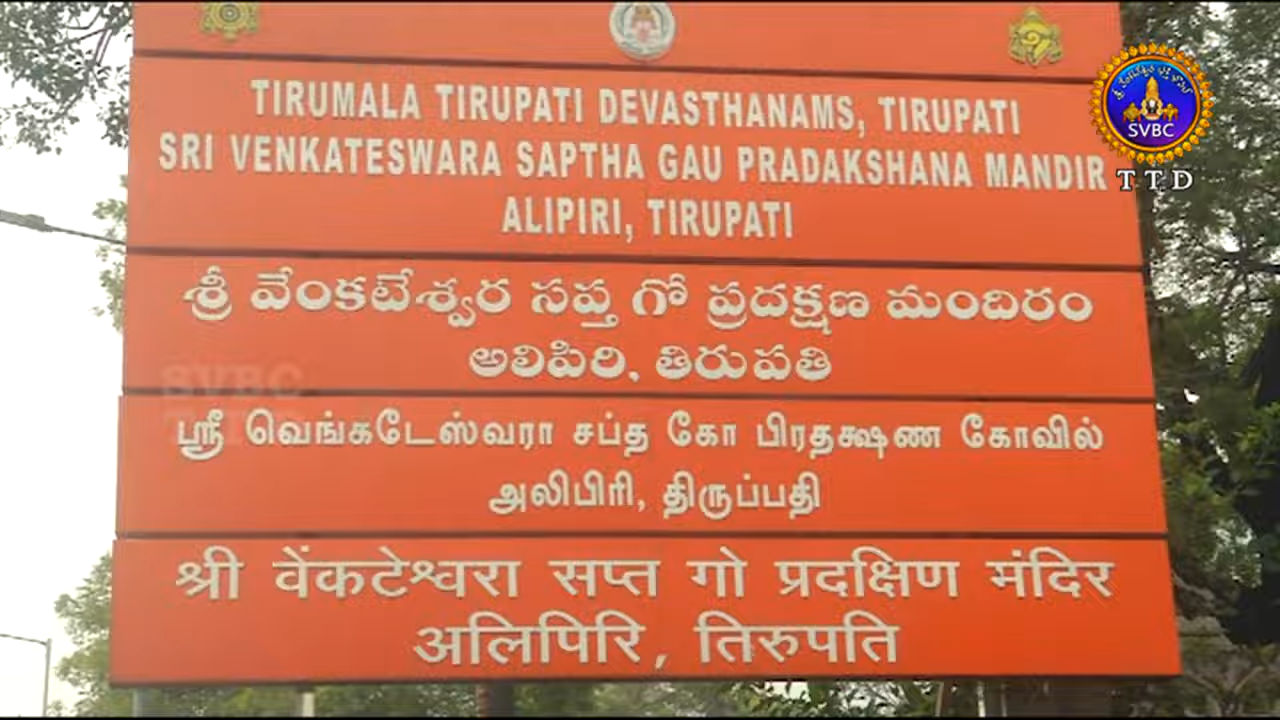 TIRUMALA TIRUPATI DEVASTHANAMS, TIRUPATI
SRI VENKATESWARA SAPTHA GAU PRADAKSHANA MANDIR
ALIPIRI, TIRUPATI
శ్రీ వేంకటేశ్వర సప్త గో ప్రదక్షణ మందిరం
అలిపిరి, తిరుపతి
ஸ்ரீ வெங்கடேஸ்வரா சப்த கோ பிரதக்ஷண கோவில்
அலிபிரி, திருப்பதி
श्री वेंकटेश्वरा सप्त गो प्रदक्षिण मंदिर
अलिपिरि, तिरुपति
SVBC
TTD
SVBC